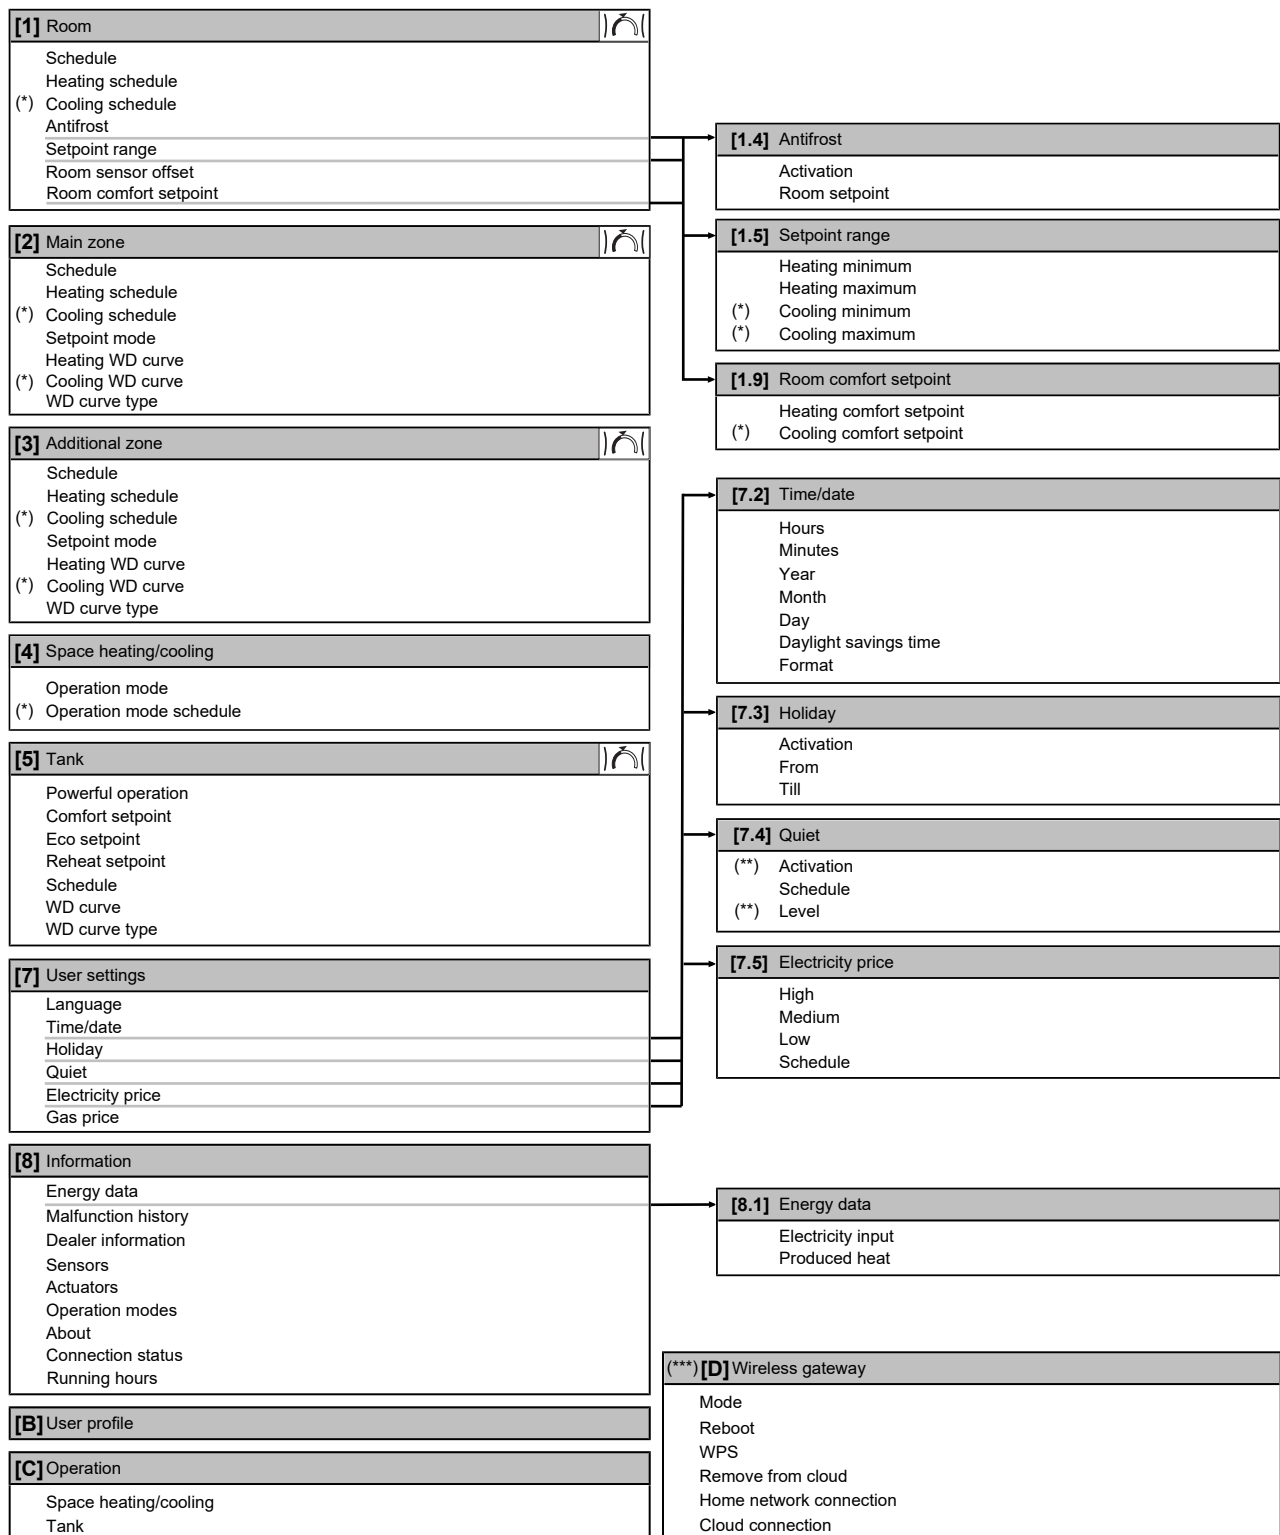 [1] Room
Schedule
Heating schedule
(*) Cooling schedule
Antifrost
Setpoint range
Room sensor offset
Room comfort setpoint
[2] Main zone
Schedule
Heating schedule
(*) Cooling schedule
Setpoint mode
Heating WD curve
(*) Cooling WD curve
WD curve type
[3] Additional zone
Schedule
Heating schedule
(*) Cooling schedule
Setpoint mode
Heating WD curve
(*) Cooling WD curve
WD curve type
[4] Space heating/cooling
Operation mode
(*) Operation mode schedule
[5] Tank
Powerful operation
Comfort setpoint
Eco setpoint
Reheat setpoint
Schedule
WD curve
WD curve type
[7] User settings
Language
Time/date
Holiday
Quiet
Electricity price
Gas price
[8] Information
Energy data
Malfunction history
Dealer information
Sensors
Actuators
Operation modes
About
Connection status
Running hours
[B] User profile
[C] Operation
Space heating/cooling
Tank
[1.4] Antifrost
Activation
Room setpoint
[1.5] Setpoint range
Heating minimum
Heating maximum
(*) Cooling minimum
(*) Cooling maximum
[1.9] Room comfort setpoint
Heating comfort setpoint
(*) Cooling comfort setpoint
[7.2] Time/date
Hours
Minutes
Year
Month
Day
Daylight savings time
Format
[7.3] Holiday
Activation
From
Till
[7.4] Quiet
(**) Activation
Schedule
(**) Level
[7.5] Electricity price
High
Medium
Low
Schedule
[8.1] Energy data
Electricity input
Produced heat
(***) [D] Wireless gateway
Mode
Reboot
WPS
Remove from cloud
Home network connection
Cloud connection